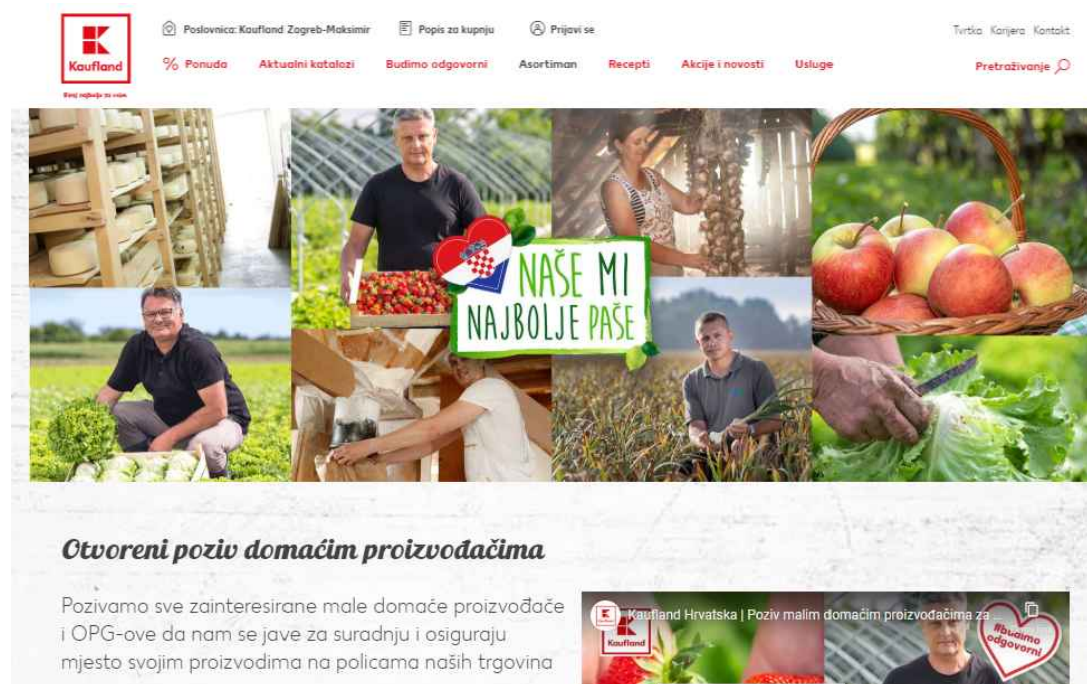 Poslovnica: Kaufland Zagreb-Maksimir Popis za kupnju Prijavi se
Tvrtka Karijera Kontakt
Kaufland
% Ponuda Aktualni katalozi Budimo odgovorni Asortiman Recepti Akcije i novosti Usluge
Pretraživanje
NAŠE MI
NAJBOLJE PAŠE
Otvoreni poziv domaćim proizvođačima
Pozivamo sve zainteresirane male domaće proizvođače
i OPG-ove da nam se jave za suradnju i osiguraju
mjesto svojim proizvodima na policama naših trgovina
Kaufland Hrvatska | Poziv malim domaćim proizvođačima za
Kaufland
#budimo
odgovorni